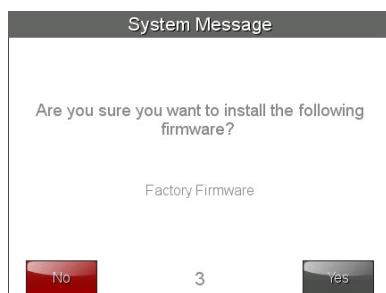 System Message
Are you sure you want to install the following
firmware?
Factory Firmware
No
3
Yes